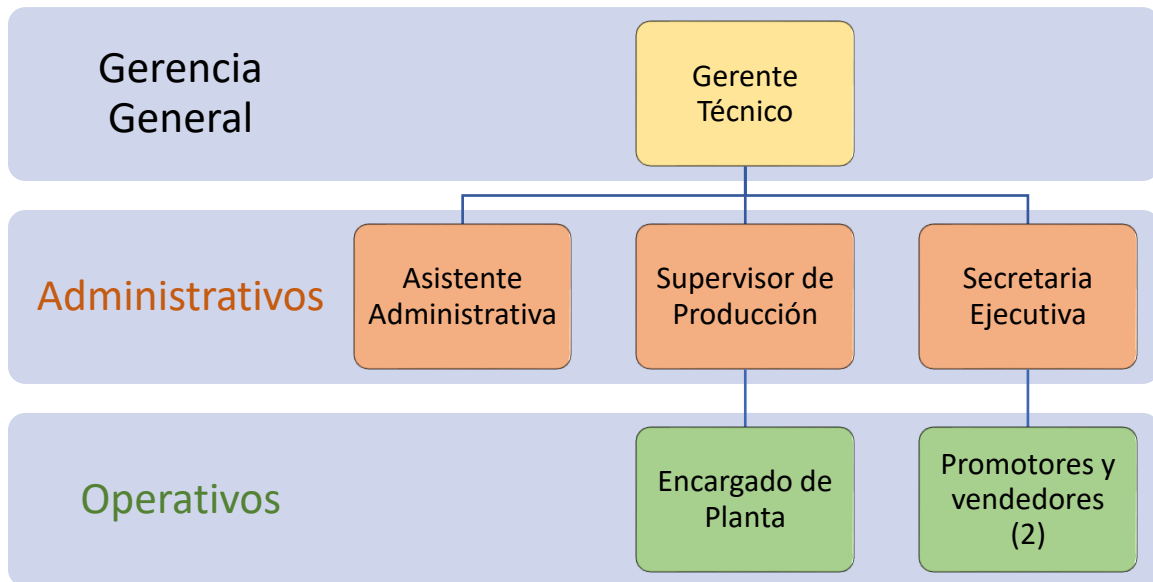 Gerencia
General
Gerente
Técnico
Administrativos
Asistente
Administrativa
Supervisor de
Producción
Secretaria
Ejecutiva
Operativos
Encargado de
Planta
Promotores y
vendedores
(2)